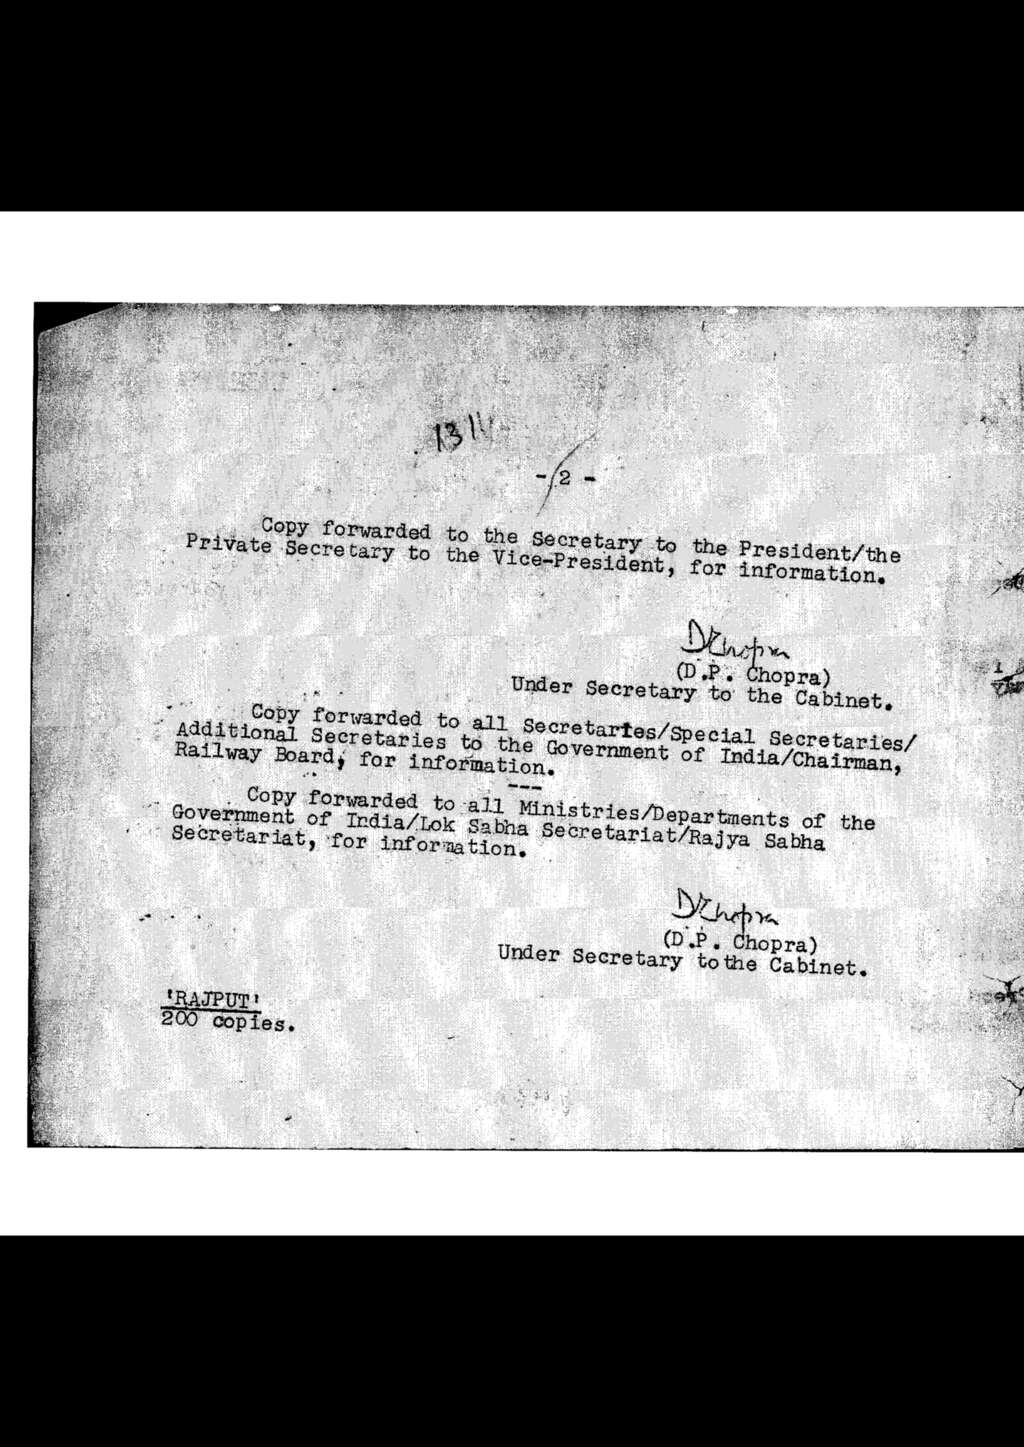 - 2 -
Copy forwarded to the Secretary to the President/the
Private Secretary to the Vice-President, for information.
DPChopra
(D.P. Chopra)
Under Secretary to the Cabinet.
Copy forwarded to all Secretaries/Special Secretaries/
Additional Secretaries to the Government of India/Chairman,
Railway Board, for information.
---
Copy forwarded to all Ministries/Departments of the
Government of India/Lok Sabha Secretariat/Rajya Sabha
Secretariat, for information.
DPChopra
(D.P. Chopra)
Under Secretary to the Cabinet.
'RAJPUT'
200 copies.